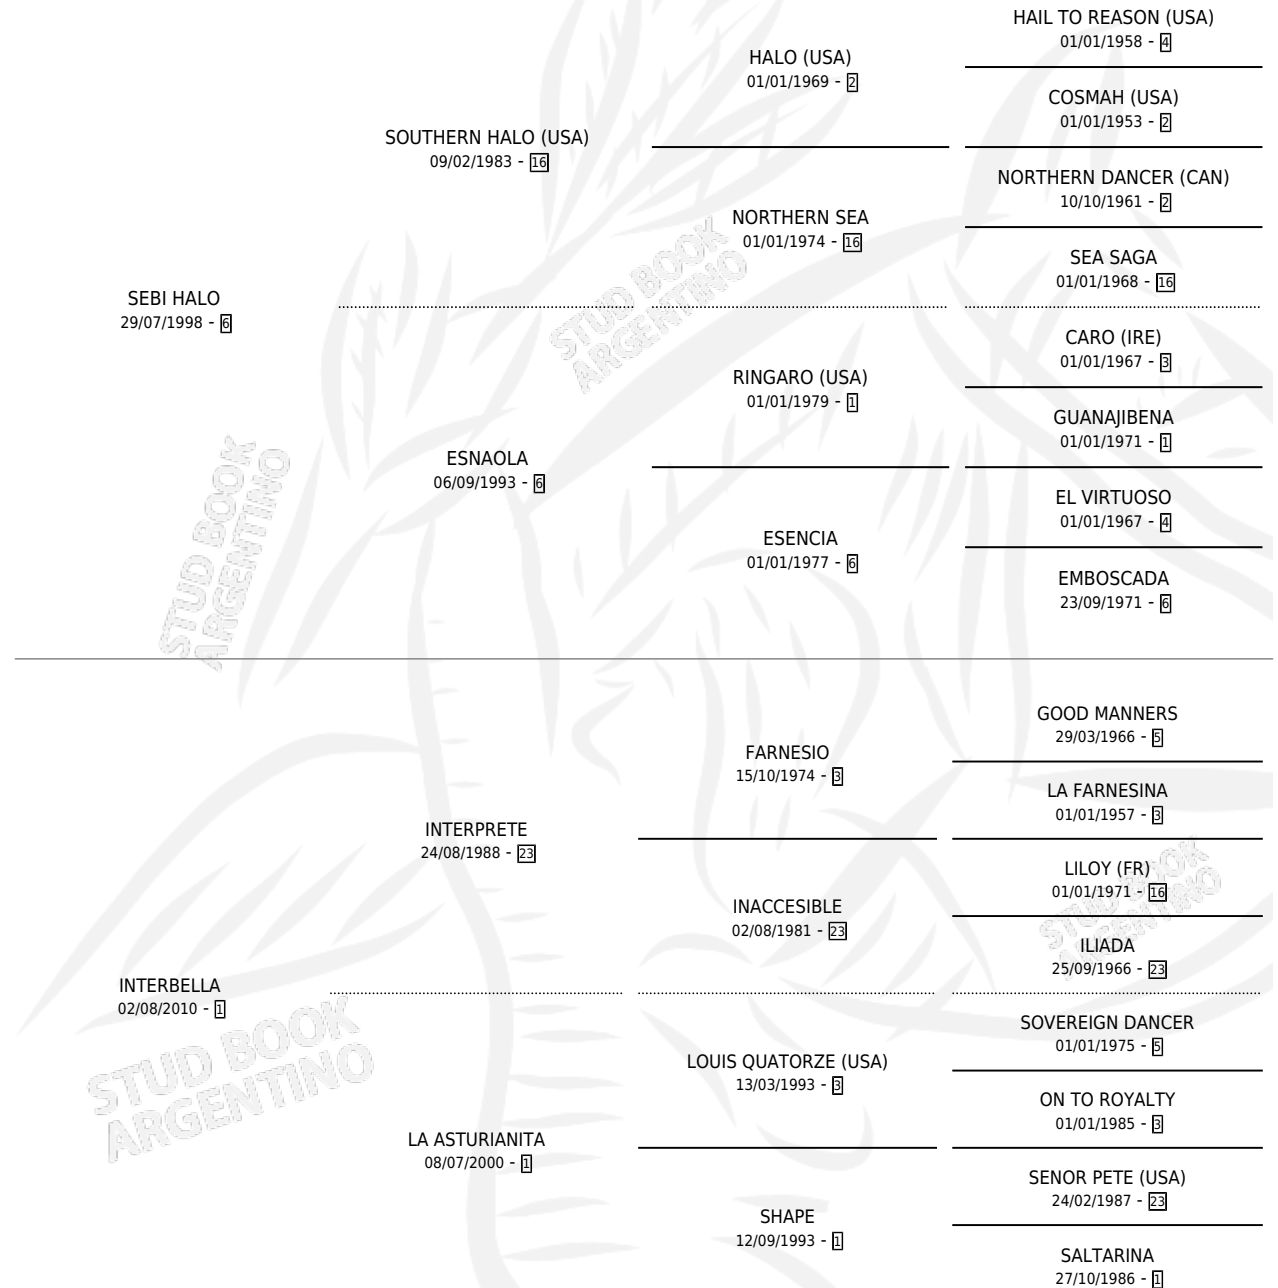 HAIL TO REASON (USA)
01/01/1958 - 4
HALO (USA)
01/01/1969 - 2
COSMAH (USA)
01/01/1953 - 2
SOUTHERN HALO (USA)
09/02/1983 - 16
NORTHERN DANCER (CAN)
10/10/1961 - 2
NORTHERN SEA
01/01/1974 - 16
SEA SAGA
01/01/1968 - 16
SEBI HALO
29/07/1998 - 6
CARO (IRE)
01/01/1967 - 3
RINGARO (USA)
01/01/1979 - 1
GUANAJIBENA
01/01/1971 - 1
ESNAOLA
06/09/1993 - 6
EL VIRTUOSO
01/01/1967 - 4
ESENCIA
01/01/1977 - 6
EMBOSCADA
23/09/1971 - 6
STUD BOOK
ARGENTINO
STUD BOOK
ARGENTINO
GOOD MANNERS
29/03/1966 - 5
FARNESIO
15/10/1974 - 3
LA FARNESINA
01/01/1957 - 3
INTERPRETE
24/08/1988 - 23
LILOY (FR)
01/01/1971 - 16
INACCESIBLE
02/08/1981 - 23
ILIADA
25/09/1966 - 23
STUD BOOK
ARGENTINO
INTERBELLA
02/08/2010 - 1
SOVEREIGN DANCER
01/01/1975 - 5
LOUIS QUATORZE (USA)
13/03/1993 - 3
ON TO ROYALTY
01/01/1985 - 3
LA ASTURIANITA
08/07/2000 - 1
SENOR PETE (USA)
24/02/1987 - 23
SHAPE
12/09/1993 - 1
SALTARINA
27/10/1986 - 1
STUD BOOK
ARGENTINO